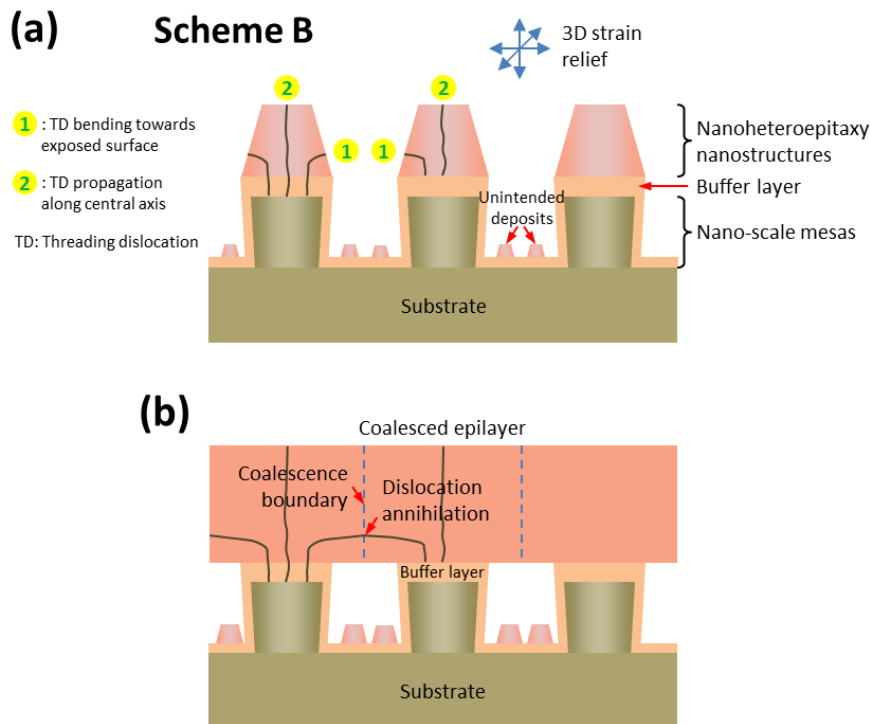 (a)
Scheme B
3D strain
relief
2
2
1 : TD bending towards
exposed surface
1
1
2 : TD propagation
along central axis
TD: Threading dislocation
Nanoheteroepitaxy
nanostructures
Buffer layer
Unintended
deposits
Nano-scale mesas
Substrate
(b)
Coalesced epilayer
Coalescence
boundary
Dislocation
annihilation
Buffer layer
Substrate